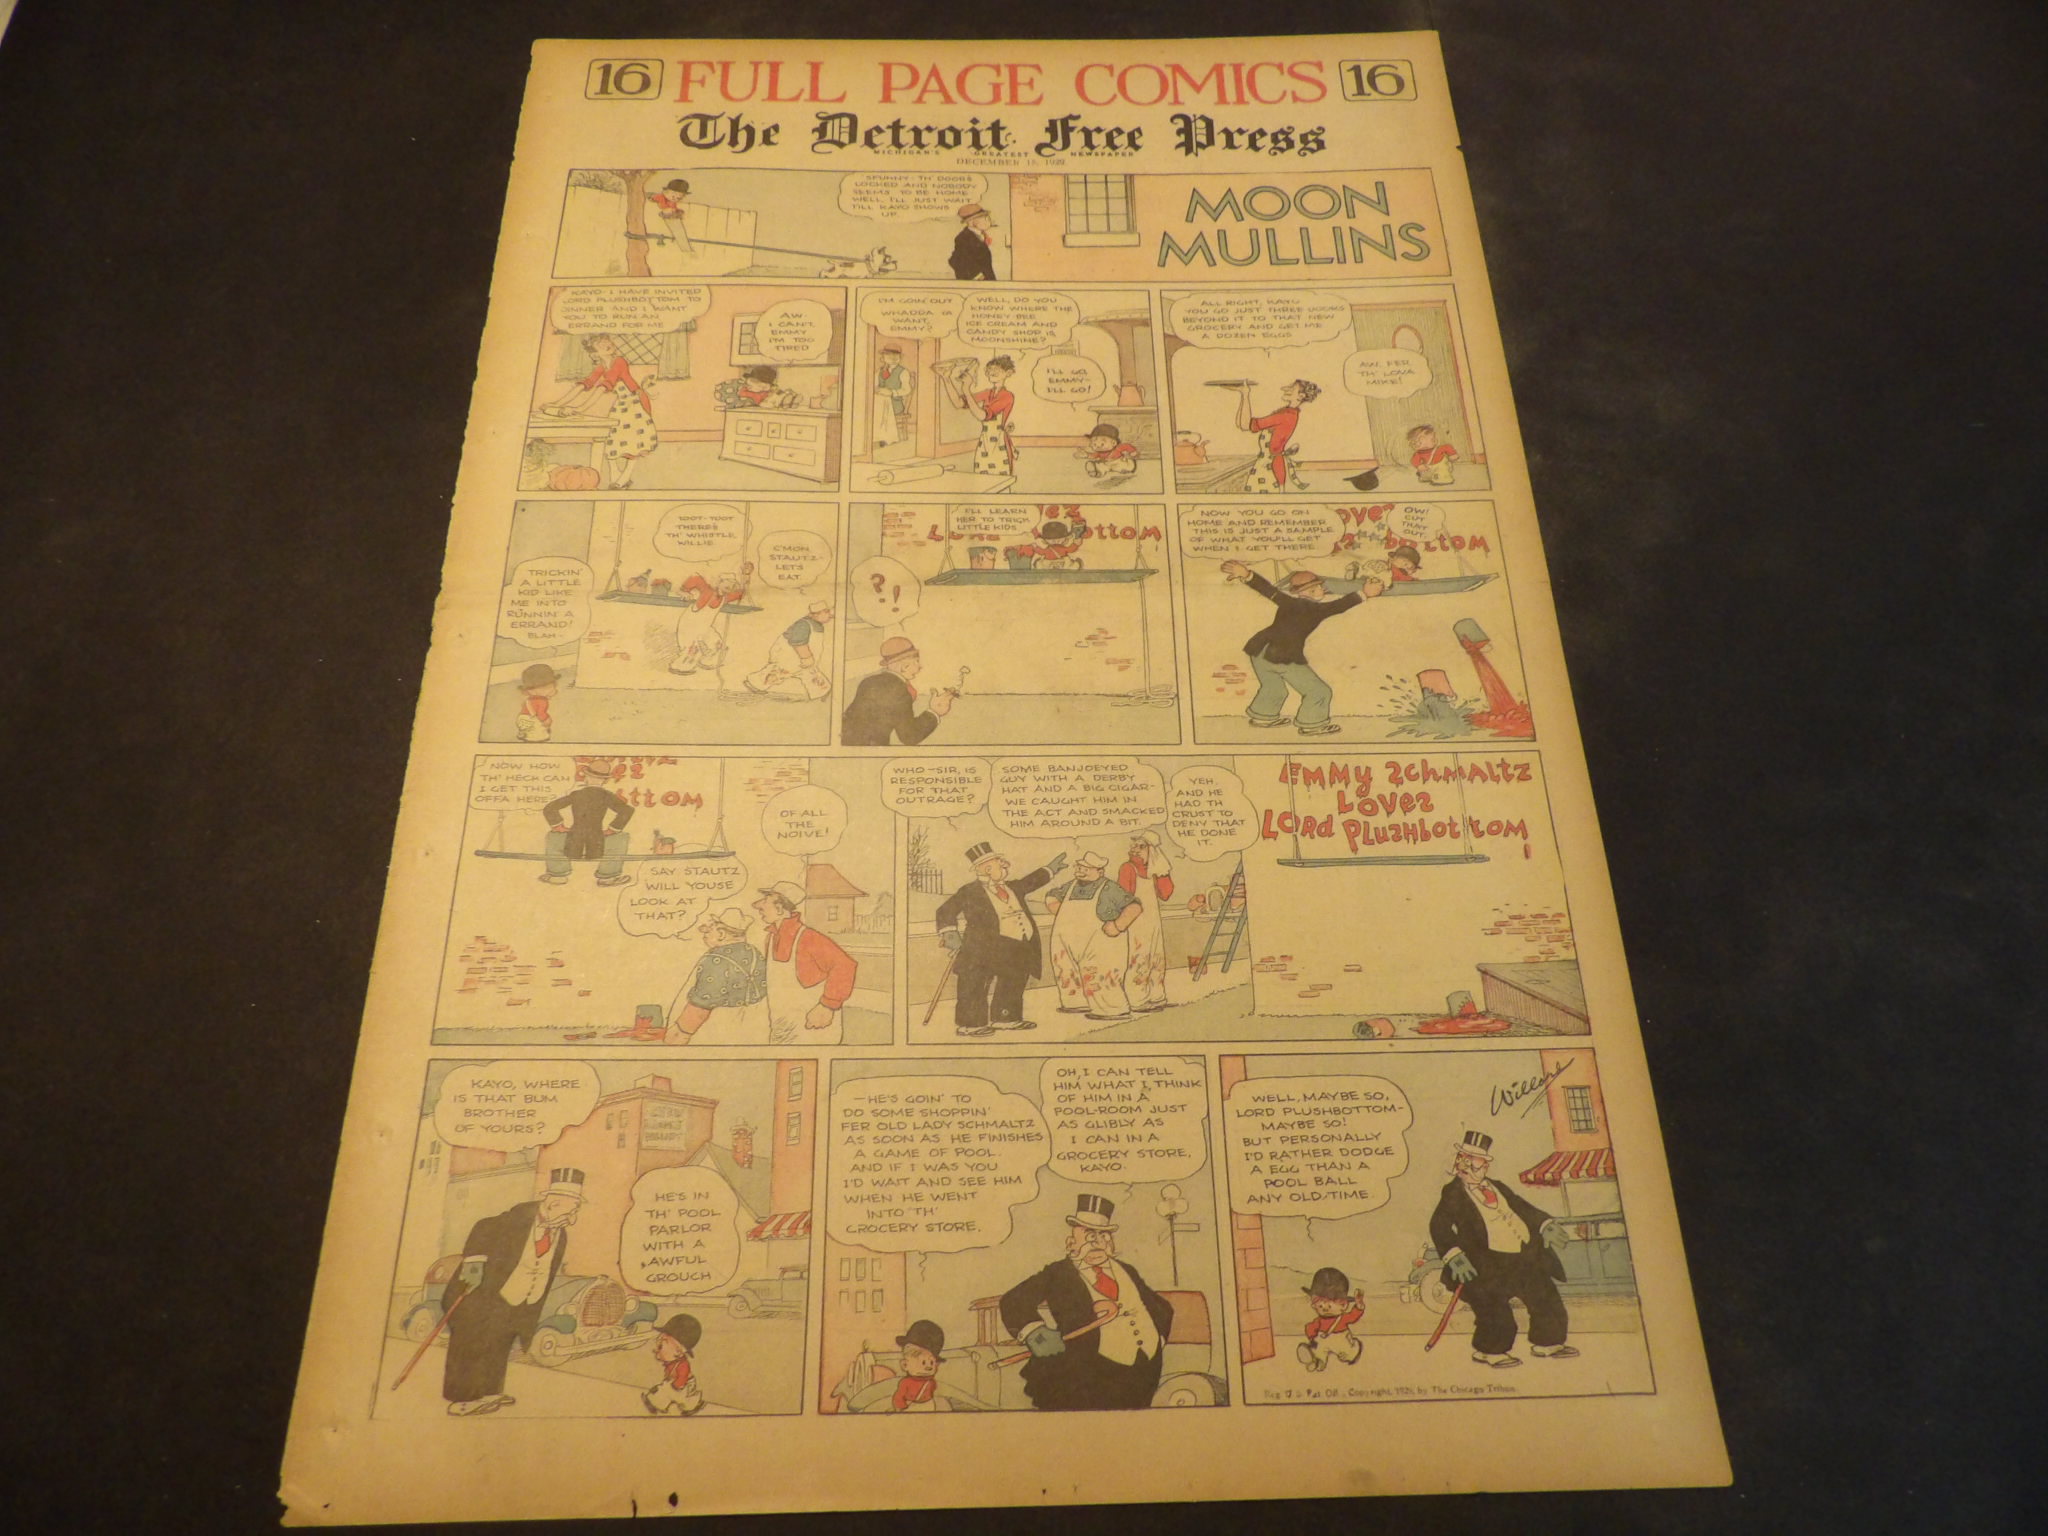 16 FULL PAGE COMICS 16
The Detroit Free Press
MICHIGAN'S GREATEST NEWSPAPER
DECEMBER 15, 1929
MOON
MULLINS
S'FUNNY - TH' DOOR'S
LOCKED AND NOBODY
SEEMS TO BE HOME
WELL, I'LL JUST WAIT
TILL KAYO SHOWS
UP
KAYO - I HAVE INVITED
LORD PLUSHBOTTOM TO
DINNER AND I WANT
YOU TO RUN AN
ERRAND FOR ME
AW
I CAN'T,
EMMY
I'M TOO
TIRED
I'M GOIN' OUT
WHADDA YA
WANT,
EMMY?
WELL, DO YOU
KNOW WHERE THE
HONEY BEE
ICE CREAM AND
CANDY SHOP IS,
MOONSHINE?
I'LL GO,
EMMY-
I'LL GO!
ALL RIGHT, KAYO
YOU GO JUST THREE DOORS
BEYOND IT TO THAT NEW
GROCERY AND GET ME
A DOZEN EGGS
AW, FER
TH' LOVA
MIKE!
TRICKIN'
A LITTLE
KID LIKE
ME INTO
RUNNIN' A
ERRAND!
BLAH-
TOOT-TOOT
THERE'S
TH' WHISTLE,
WILLIE.
C'MON
STAUTZ-
LET'S
EAT.
?!
I'LL LEARN
HER TO TRICK
LITTLE KIDS
NOW YOU GO ON
HOME AND REMEMBER
THIS IS JUST A SAMPLE
OF WHAT YOU'LL GET
WHEN I GET THERE
OW!
CUT
THAT
OUT.
NOW HOW
TH' HECK CAN
I GET THIS
OFFA HERE?
SAY STAUTZ
WILL YOUSE
LOOK AT
THAT?
OF ALL
THE
NOIVE!
WHO-SIR, IS
RESPONSIBLE
FOR THAT
OUTRAGE?
SOME BANJOEYED
GUY WITH A DERBY
HAT AND A BIG CIGAR-
WE CAUGHT HIM IN
THE ACT AND SMACKED
HIM AROUND A BIT.
YEH,
AND HE
HAD TH'
CRUST TO
DENY THAT
HE DONE
IT.
EMMY SCHMALTZ
LOVES
LORD PLUSHBOTTOM
!
KAYO, WHERE
IS THAT BUM
BROTHER
OF YOURS?
HE'S IN
TH' POOL
PARLOR
WITH A
AWFUL
GROUCH
-HE'S GOIN' TO
DO SOME SHOPPIN'
FER OLD LADY SCHMALTZ
AS SOON AS HE FINISHES
A GAME OF POOL.
AND IF I WAS YOU
I'D WAIT AND SEE HIM
WHEN HE WENT
INTO TH'
GROCERY STORE.
OH, I CAN TELL
HIM WHAT I THINK
OF HIM IN A
POOL-ROOM JUST
AS GLIBLY AS
I CAN IN A
GROCERY STORE,
KAYO.
WELL, MAYBE SO,
LORD PLUSHBOTTOM-
MAYBE SO!
BUT PERSONALLY
I'D RATHER DODGE
A EGG THAN A
POOL BALL
ANY OLD TIME.
Willard
Reg. U. S. Pat. Off.; Copyright, 1929, by The Chicago Tribune